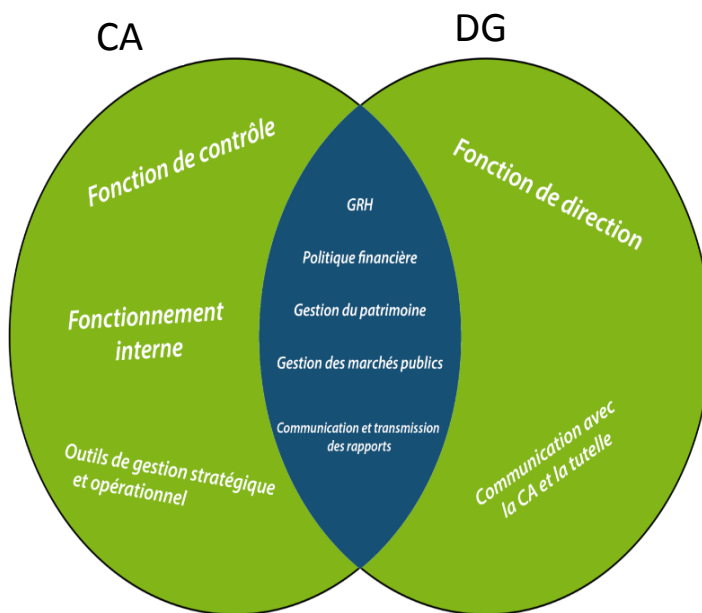 CA
DG
Fonction de contrôle
Fonctionnement
interne
Outils de gestion stratégique
et opérationnel
GRH
Politique financière
Gestion du patrimoine
Gestion des marchés publics
Communication et transmission
des rapports
Fonction de
direction
Communication avec
la CA et la tutelle